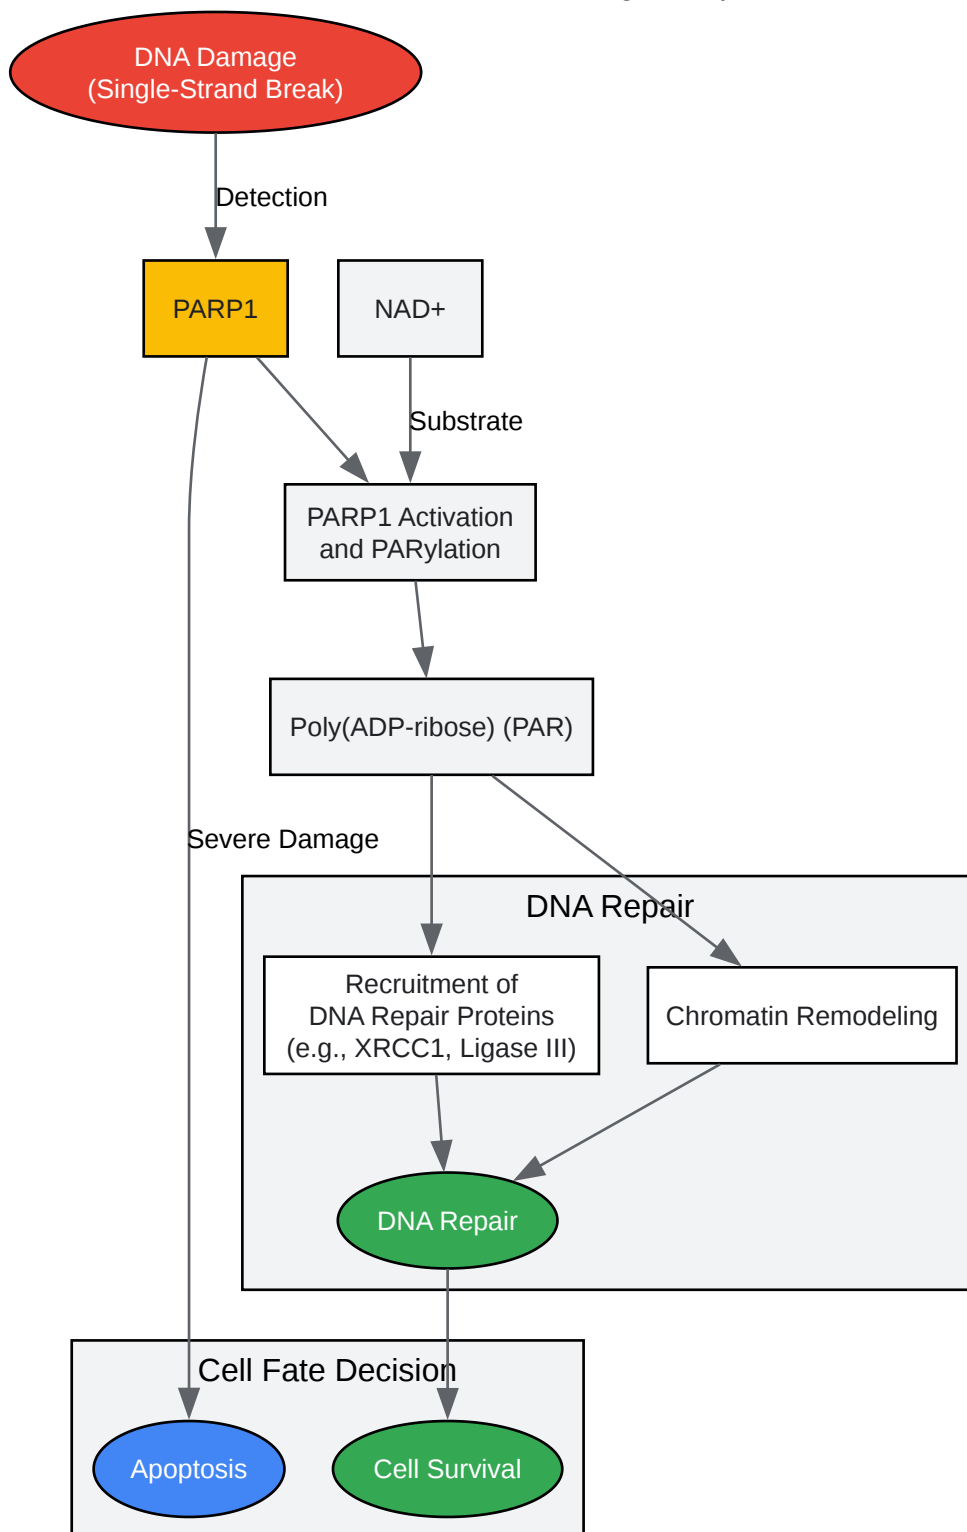 DNA Damage
(Single-Strand Break)
Detection
PARP1
NAD+
Substrate
PARP1 Activation
and PARylation
Poly(ADP-ribose) (PAR)
Severe Damage
DNA Repair
Recruitment of
DNA Repair Proteins
(e.g., XRCC1, Ligase III)
Chromatin Remodeling
DNA Repair
Cell Fate Decision
Apoptosis
Cell Survival